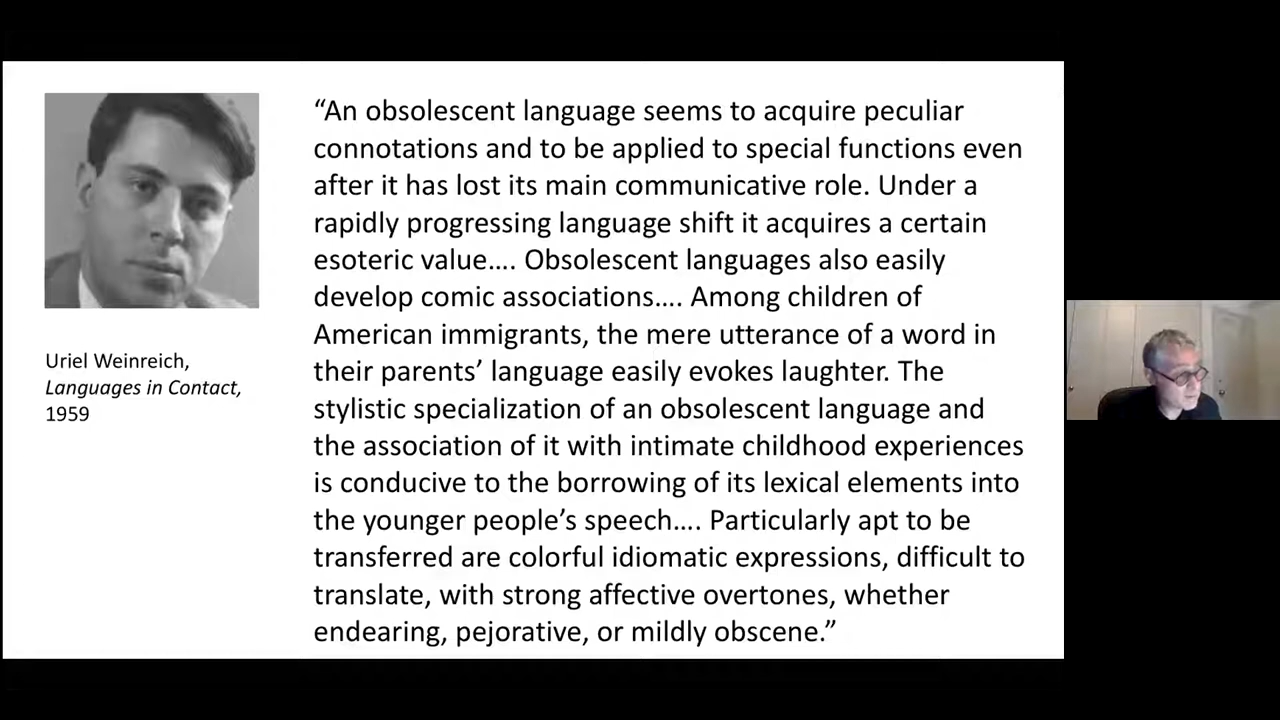 Uriel Weinreich,
Languages in Contact,
1959
“An obsolescent language seems to acquire peculiar
connotations and to be applied to special functions even
after it has lost its main communicative role. Under a
rapidly progressing language shift it acquires a certain
esoteric value…. Obsolescent languages also easily
develop comic associations…. Among children of
American immigrants, the mere utterance of a word in
their parents’ language easily evokes laughter. The
stylistic specialization of an obsolescent language and
the association of it with intimate childhood experiences
is conducive to the borrowing of its lexical elements into
the younger people’s speech…. Particularly apt to be
transferred are colorful idiomatic expressions, difficult to
translate, with strong affective overtones, whether
endearing, pejorative, or mildly obscene.”